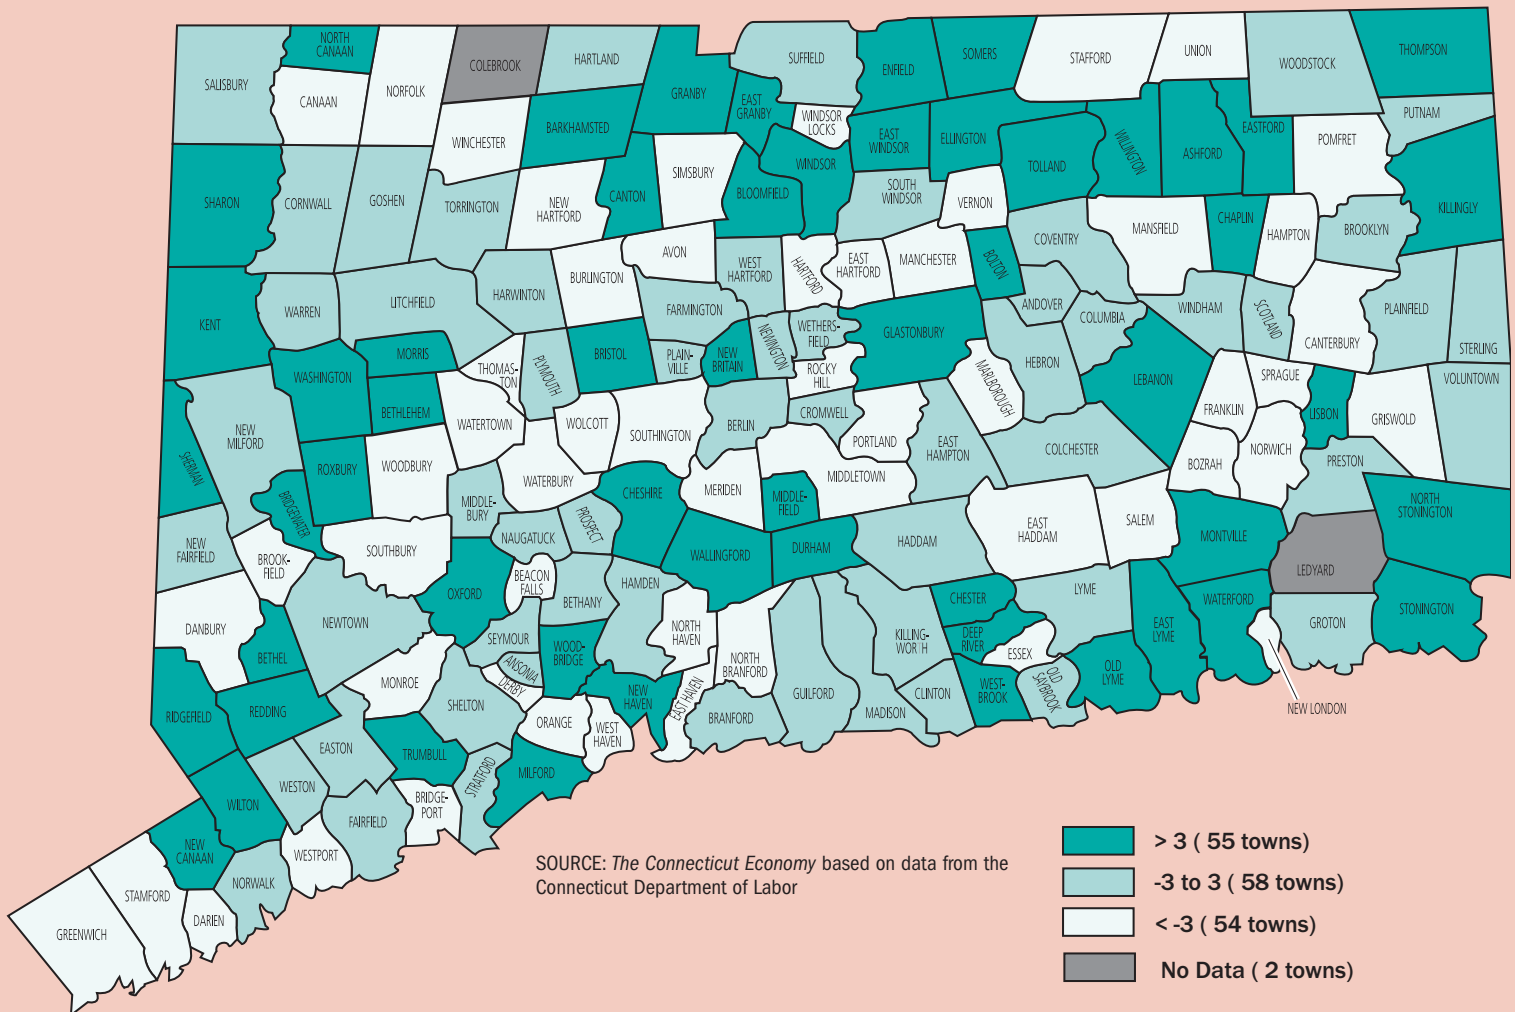 NORTH
CANAAN
COLEBROOK
HARTLAND
SUFFIELD
ENFIELD
SOMERS
STAFFORD
UNION
WOODSTOCK
THOMPSON
SALISBURY
CANAAN
NORFOLK
WINCHESTER
BARKHAMSTED
GRANBY
EAST
GRANBY
WINDSOR
LOCKS
EAST
WINDSOR
ELLINGTON
TOLLAND
WILLINGTON
ASHFORD
EASTFORD
POMFRET
PUTNAM
SHARON
CORNWALL
GOSHEN
TORRINGTON
NEW
HARTFORD
CANTON
SIMSBURY
BLOOMFIELD
WINDSOR
SOUTH
WINDSOR
VERNON
MANSFIELD
CHAPLIN
HAMPTON
BROOKLYN
KILLINGLY
KENT
WARREN
LITCHFIELD
HARWINTON
BURLINGTON
AVON
WEST
HARTFORD
HARTFORD
EAST
HARTFORD
MANCHESTER
BOLTON
COVENTRY
ANDOVER
COLUMBIA
WINDHAM
SCOTLAND
CANTERBURY
PLAINFIELD
STERLING
WASHINGTON
MORRIS
BETHLEHEM
THOMAS-
TON
PLYMOUTH
BRISTOL
FARMINGTON
PLAIN-
VILLE
NEW
BRITAIN
NEWINGTON
WETHERS-
FIELD
ROCKY
HILL
GLASTONBURY
MARLBOROUGH
HEBRON
LEBANON
FRANKLIN
SPRAGUE
LISBON
GRISWOLD
VOLUNTOWN
SHERMAN
NEW
MILFORD
ROXBURY
WOODBURY
WATERTOWN
WOLCOTT
SOUTHINGTON
BERLIN
CROMWELL
PORTLAND
EAST
HAMPTON
COLCHESTER
BOZRAH
NORWICH
PRESTON
NORTH
STONINGTON
BRIDGEWATER
MIDDLE-
BURY
WATERBURY
CHESHIRE
MERIDEN
MIDDLE-
FIELD
MIDDLETOWN
HADDAM
EAST
HADDAM
SALEM
MONTVILLE
LEDYARD
NEW
FAIRFIELD
BROOK-
FIELD
SOUTHBURY
NAUGATUCK
PROSPECT
WALLINGFORD
DURHAM
DANBURY
BETHEL
NEWTOWN
OXFORD
BEACON
FALLS
BETHANY
HAMDEN
NORTH
HAVEN
NORTH
BRANFORD
GUILFORD
KILLING-
WORTH
CHESTER
DEEP
RIVER
ESSEX
LYME
EAST
LYME
WATERFORD
GROTON
STONINGTON
RIDGEFIELD
REDDING
MONROE
SEYMOUR
ANSONIA
DERBY
WOOD-
BRIDGE
NEW
HAVEN
EAST HAVEN
BRANFORD
MADISON
CLINTON
WEST-
BROOK
OLD
SAYBROOK
OLD
LYME
NEW LONDON
WILTON
WESTON
EASTON
TRUMBULL
SHELTON
STRATFORD
ORANGE
WEST
HAVEN
MILFORD
NEW
CANAAN
NORWALK
WESTPORT
FAIRFIELD
BRIDGE-
PORT
GREENWICH
STAMFORD
DARIEN
SOURCE: The Connecticut Economy based on data from the
Connecticut Department of Labor
> 3 ( 55 towns)
-3 to 3 ( 58 towns)
< -3 ( 54 towns)
No Data ( 2 towns)